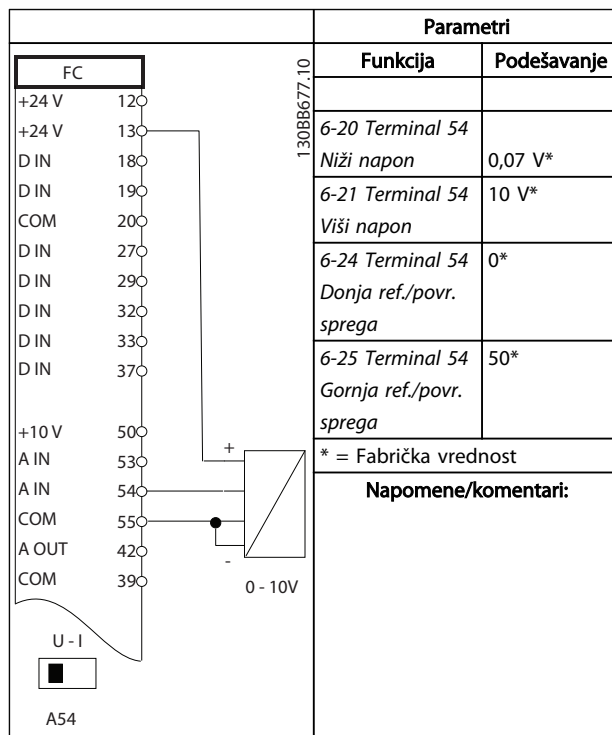 FC
+24 V 12
+24 V 13
D IN 18
D IN 19
COM 20
D IN 27
D IN 29
D IN 32
D IN 33
D IN 37
+10 V 50
A IN 53
A IN 54
COM 55
A OUT 42
COM 39
+
-
0 - 10V
U - I
A54
130BB677.10
Parametri
Funkcija Podešavanje
6-20 Terminal 54
Niži napon 0,07 V*
6-21 Terminal 54 10 V*
Viši napon
6-24 Terminal 54 0*
Donja ref./povr.
sprega
6-25 Terminal 54 50*
Gornja ref./povr.
sprega
* = Fabrička vrednost
Napomene/komentari: